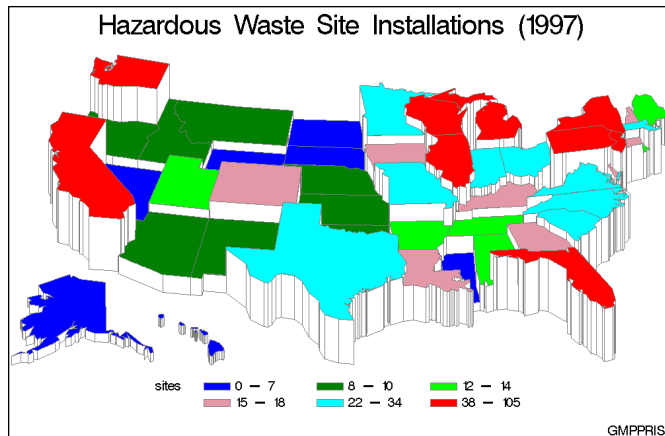 Hazardous Waste Site Installations (1997)
sites 0 - 7 8 - 10 12 - 14
15 - 18 22 - 34 38 - 105
GMPPRIS